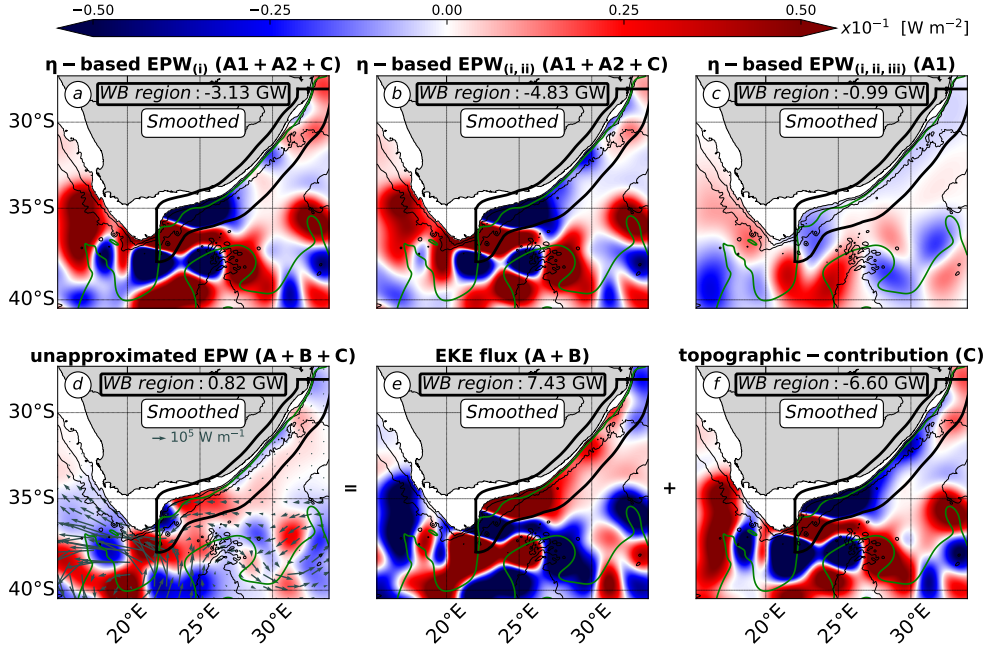 −0.50 −0.25 0.00 0.25 0.50 x10⁻¹ [W m⁻²]
η−based EPW(i) (A1+A2+C) η−based EPW(i,ii) (A1+A2+C) η−based EPW(i,ii,iii) (A1)
a WB region:-3.13 GW b WB region:-4.83 GW c WB region:-0.99 GW
Smoothed Smoothed Smoothed
30°S
35°S
40°S
unapproximated EPW (A+B+C) EKE flux (A+B) topographic−contribution (C)
d WB region:0.82 GW e WB region:7.43 GW f WB region:-6.60 GW
Smoothed Smoothed Smoothed
30°S
10⁵ W m⁻¹
35°S
= +
40°S
20°E 25°E 30°E 20°E 25°E 30°E 20°E 25°E 30°E